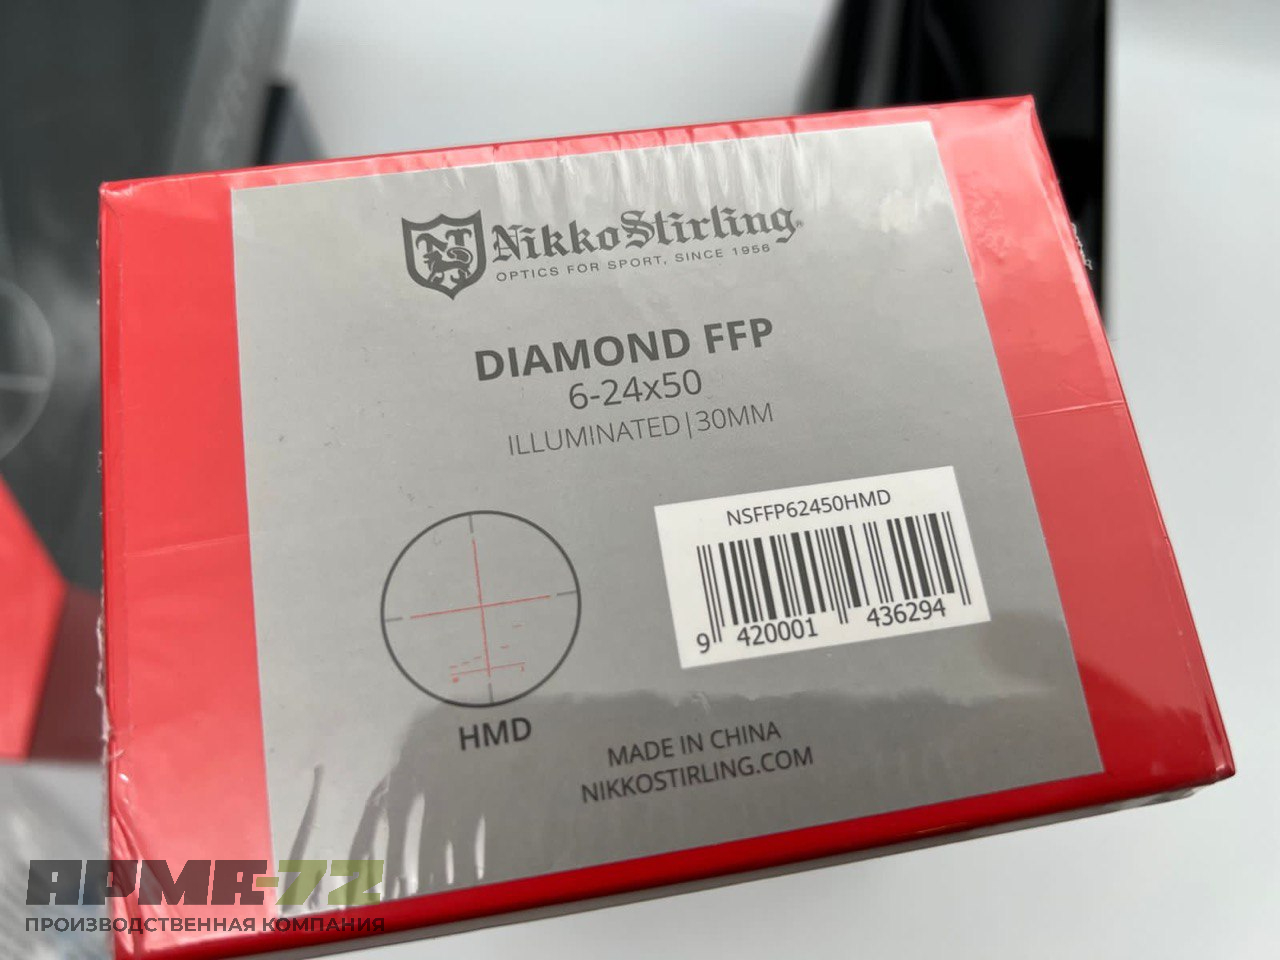 NikkoStirling®
OPTICS FOR SPORT, SINCE 1956
DIAMOND FFP
6-24x50
ILLUMINATED|30MM
NSFFP62450HMD
9 420001 436294
HMD
MADE IN CHINA
NIKKOSTIRLING.COM
АРМА-72
ПРОИЗВОДСТВЕННАЯ КОМПАНИЯ